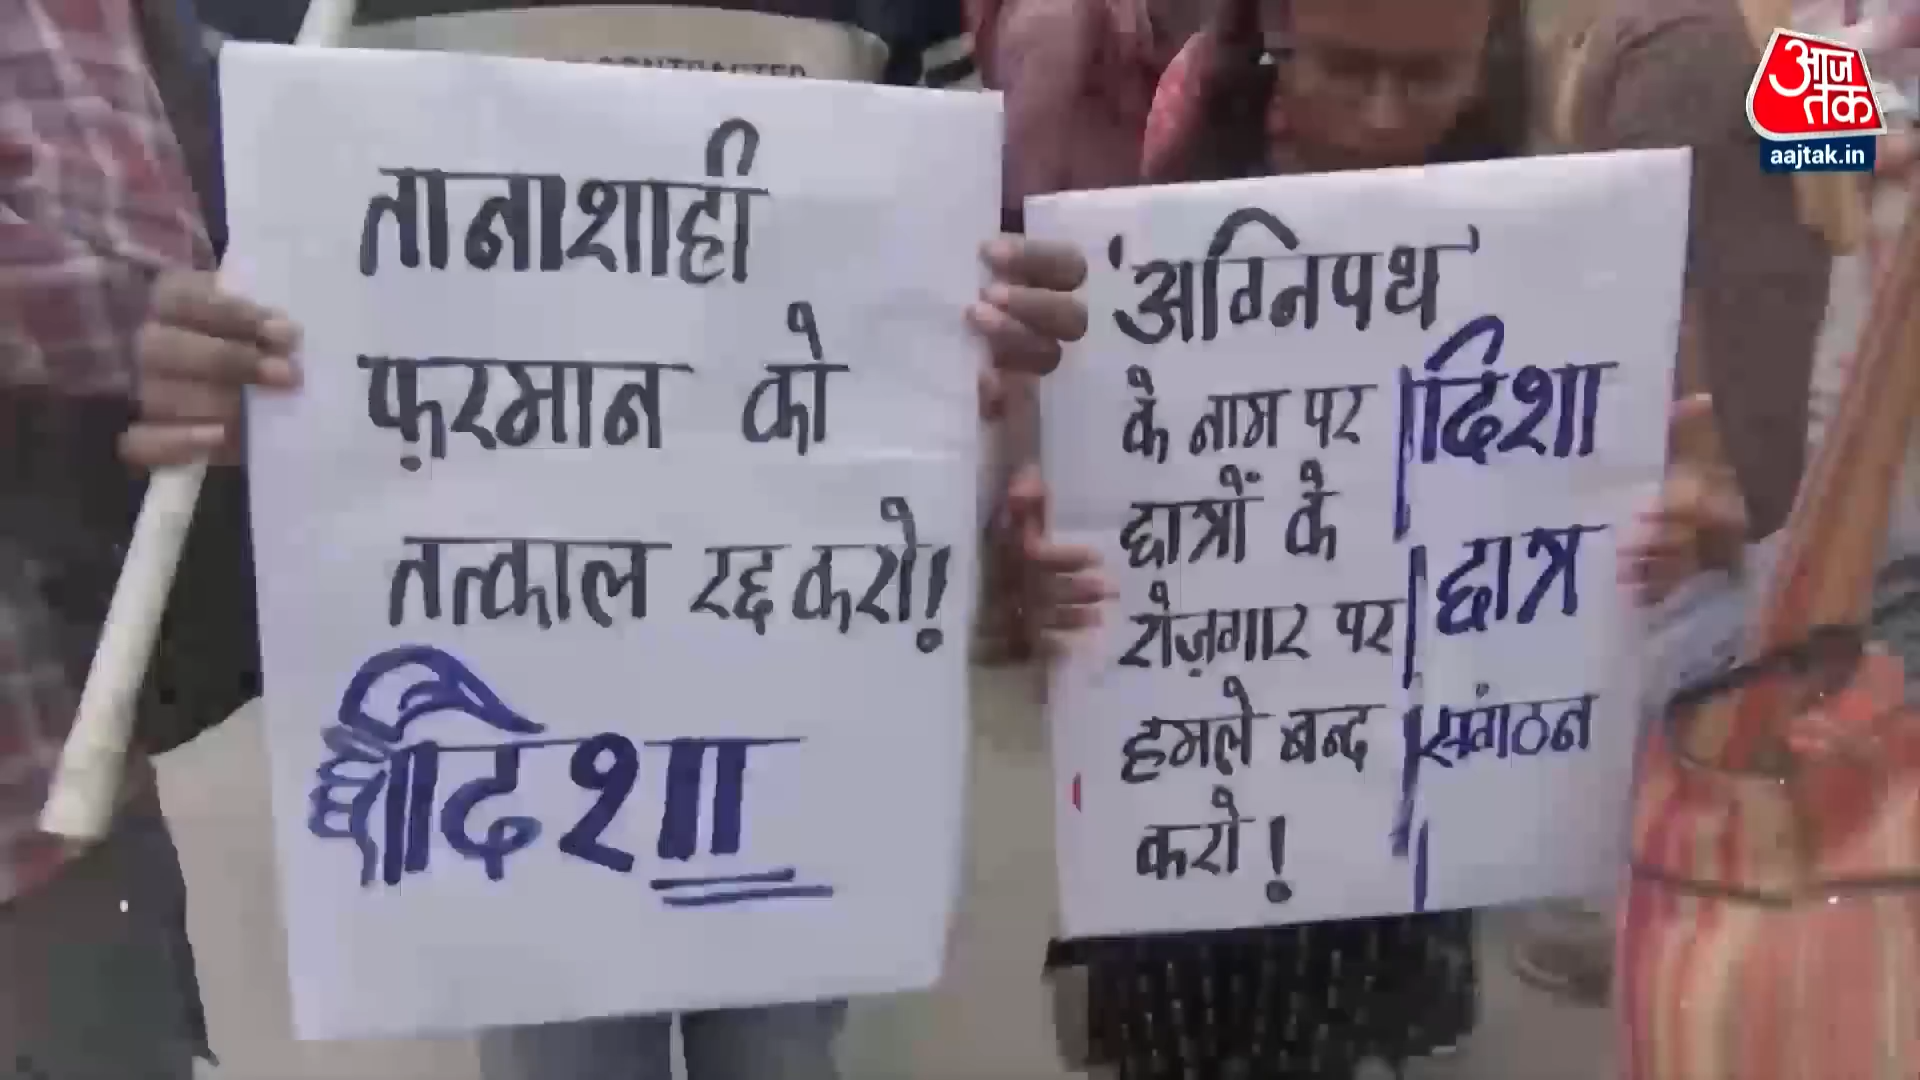 तानाशाही
फ़रमान को
तत्काल रद्द करो!
दिशा
'अग्निपथ'
के नाम पर
छात्रों के
रोज़गार पर
हमले बन्द
करो!
दिशा
छात्र
संगठन
आज
तक
aajtak.in